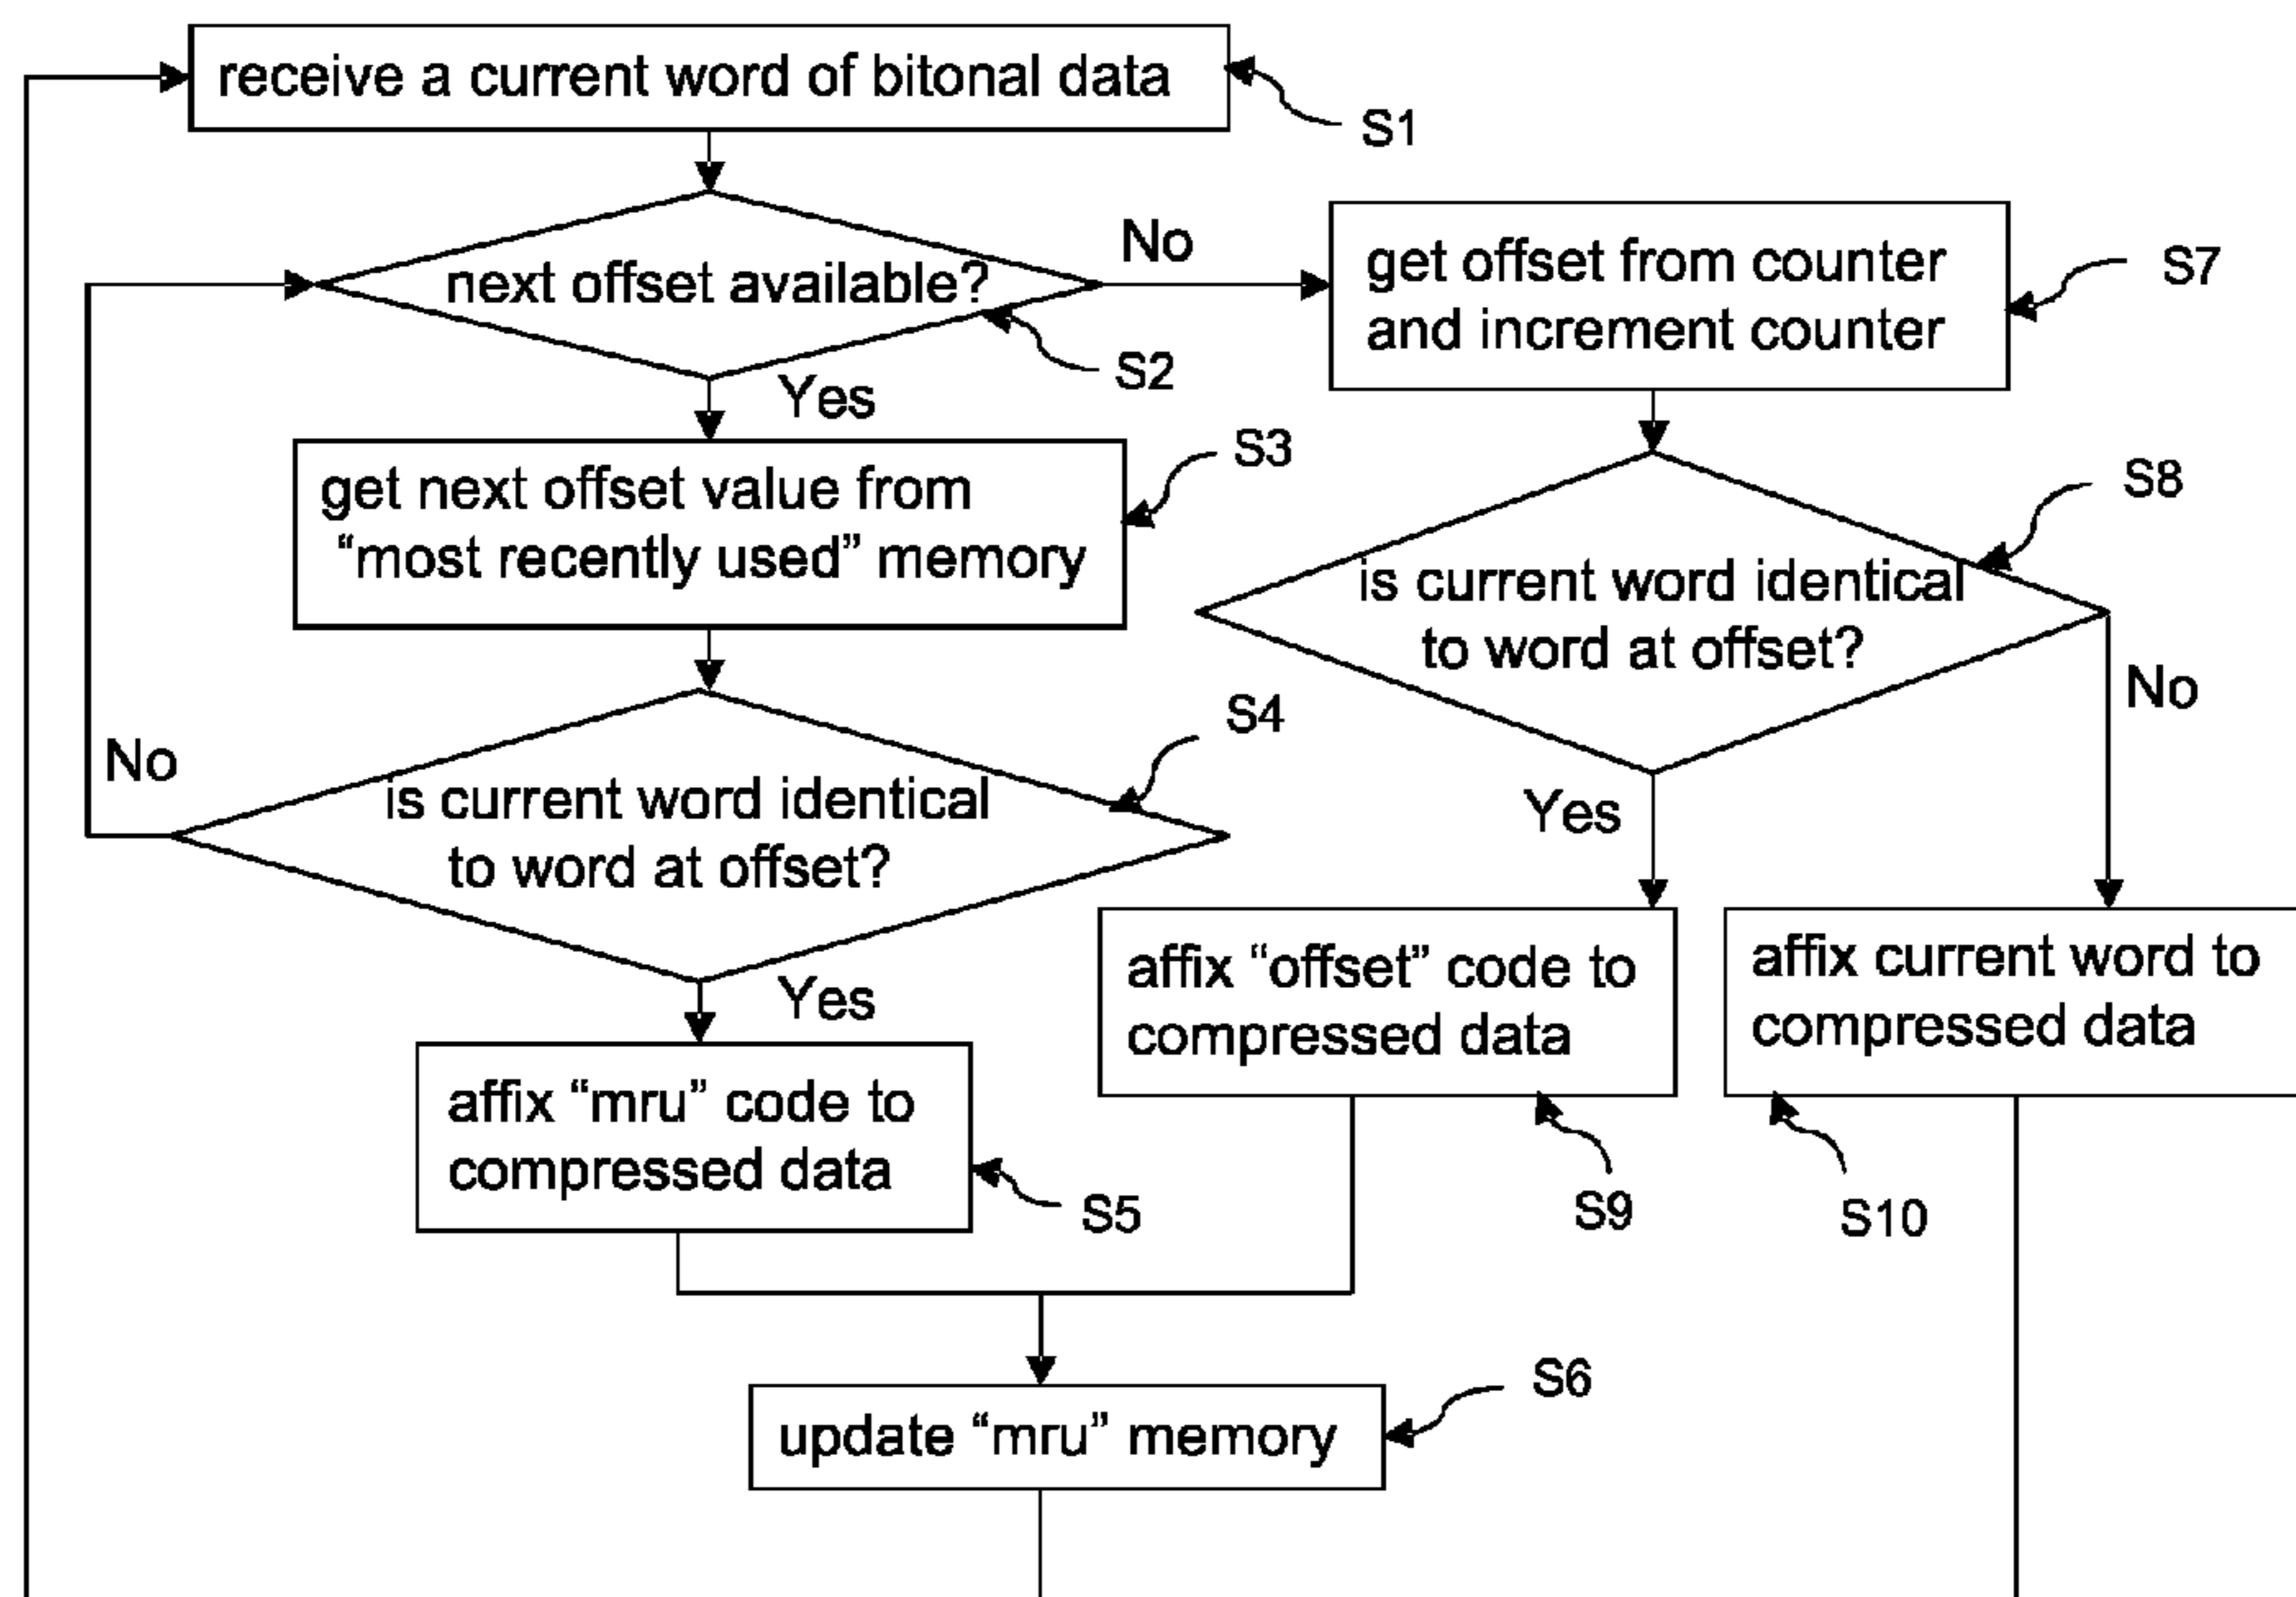 receive a current word of bitonal data
S1
next offset available?
No
S2
Yes
get offset from counter
and increment counter
S7
get next offset value from
“most recently used” memory
S3
is current word identical
to word at offset?
S8
No
Yes
is current word identical
to word at offset?
S4
No
Yes
affix “mru” code to
compressed data
S5
affix “offset” code to
compressed data
S9
affix current word to
compressed data
S10
update “mru” memory
S6